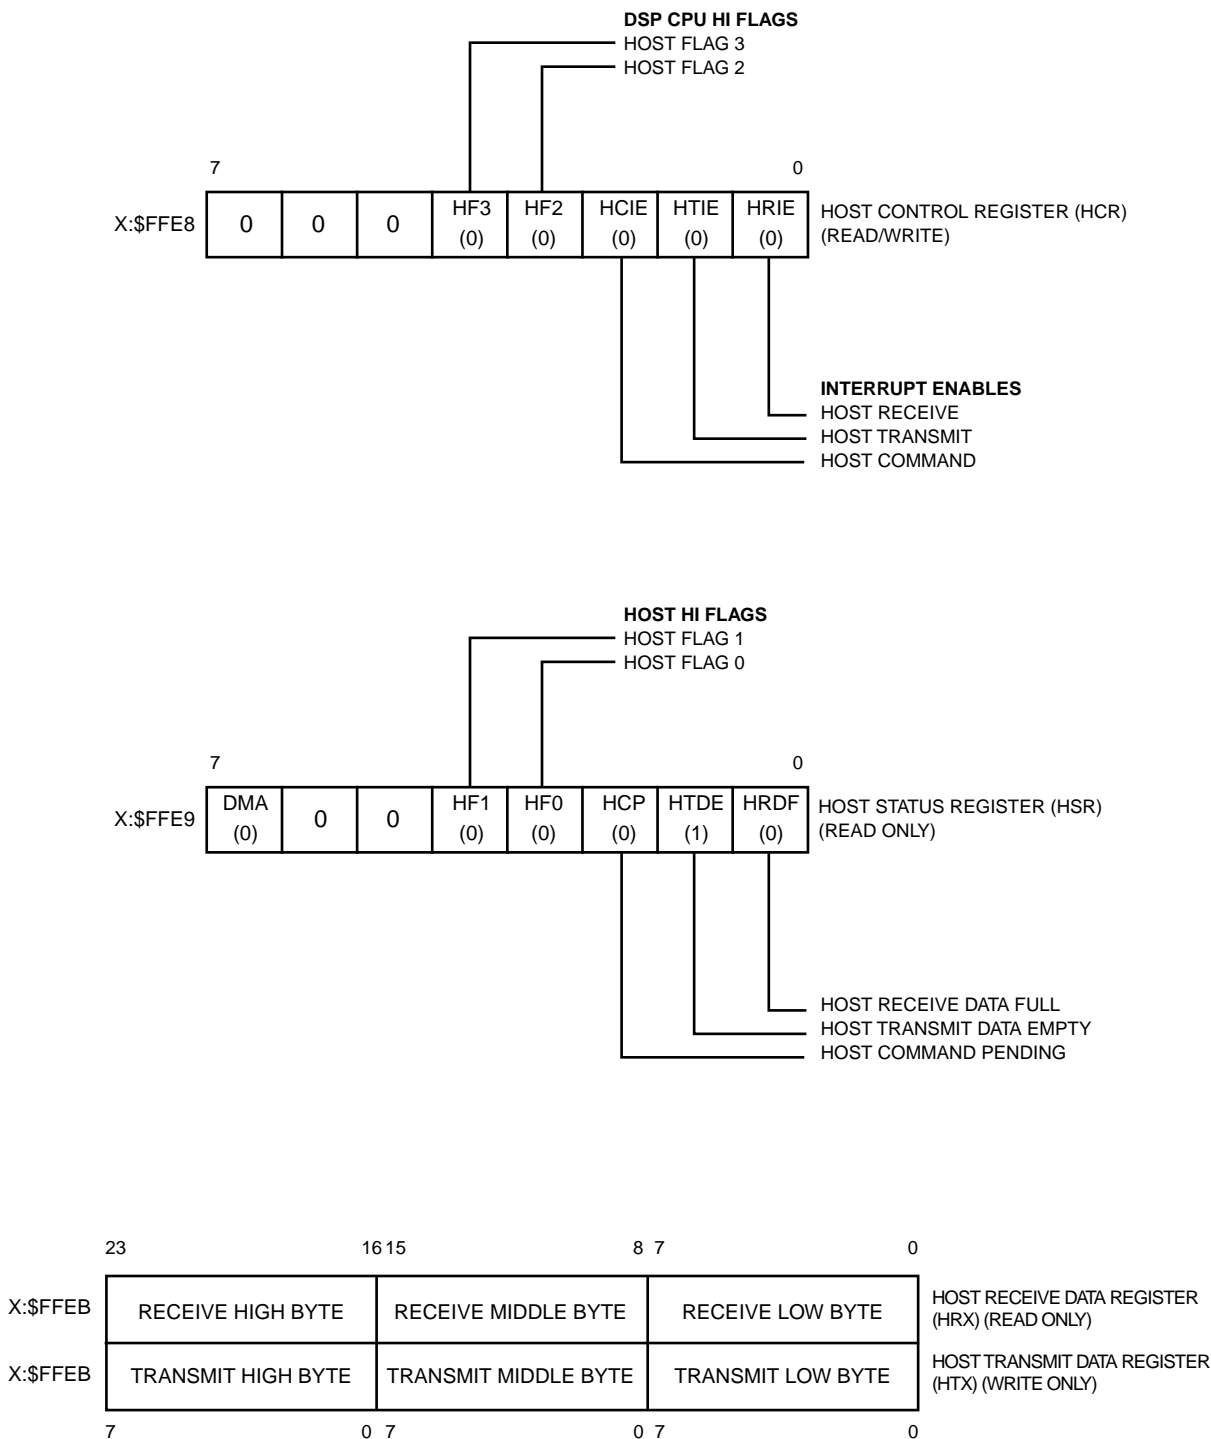 DSP CPU HI FLAGS
HOST FLAG 3
HOST FLAG 2
7 0
X:$FFE8 0 0 0 HF3 HF2 HCIE HTIE HRIE HOST CONTROL REGISTER (HCR)
(0) (0) (0) (0) (0) (READ/WRITE)
INTERRUPT ENABLES
HOST RECEIVE
HOST TRANSMIT
HOST COMMAND
HOST HI FLAGS
HOST FLAG 1
HOST FLAG 0
7 0
X:$FFE9 DMA 0 0 HF1 HF0 HCP HTDE HRDF HOST STATUS REGISTER (HSR)
(0) (0) (0) (0) (1) (0) (READ ONLY)
HOST RECEIVE DATA FULL
HOST TRANSMIT DATA EMPTY
HOST COMMAND PENDING
23 16 15 8 7 0
X:$FFEB RECEIVE HIGH BYTE RECEIVE MIDDLE BYTE RECEIVE LOW BYTE HOST RECEIVE DATA REGISTER
(HRX) (READ ONLY)
X:$FFEB TRANSMIT HIGH BYTE TRANSMIT MIDDLE BYTE TRANSMIT LOW BYTE HOST TRANSMIT DATA REGISTER
(HTX) (WRITE ONLY)
7 0 7 0 7 0